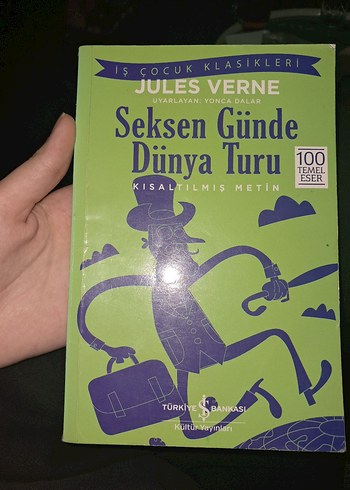 İŞ ÇOCUK KLASİKLERİ
JULES VERNE
UYARLAYAN: YONCA DALAR
Seksen Günde
Dünya Turu
KISALTILMIŞ METİN
100
TEMEL
ESER
TÜRKİYE İŞ BANKASI
Kültür Yayınları